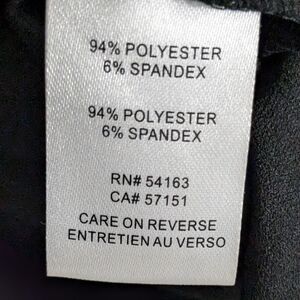 94% POLYESTER
6% SPANDEX
94% POLYESTER
6% SPANDEX
RN# 54163
CA# 57151
CARE ON REVERSE
ENTRETIEN AU VERSO